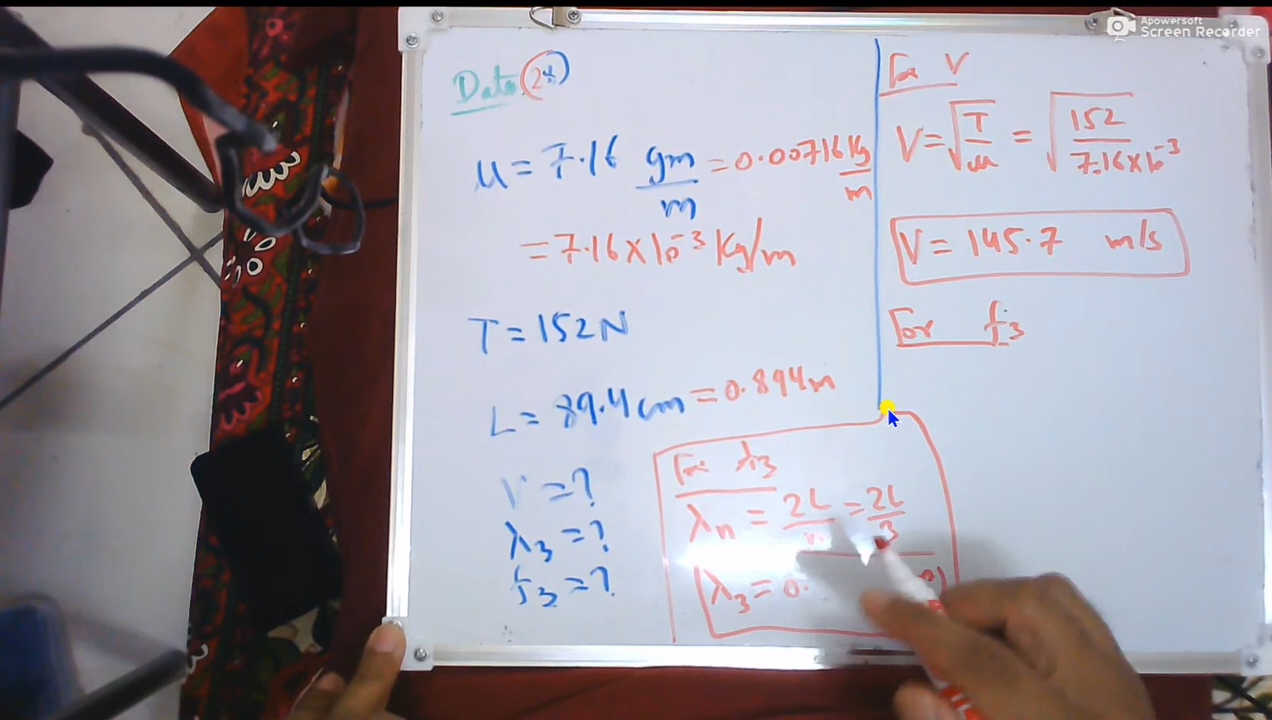 Data 28
μ = 7.16 gm/m = 0.00716 Kg/m
= 7.16 × 10⁻³ Kg/m
T = 152 N
L = 89.4 cm = 0.894 m
V = ?
λ₃ = ?
f₃ = ?
For λ₃
λn = 2L/n = 2L/3
λ₃ = 0.
For V
V = √(T/μ) = √(152/7.16 × 10⁻³)
V = 145.7 m/s
For f₃
Apowersoft
Screen Recorder